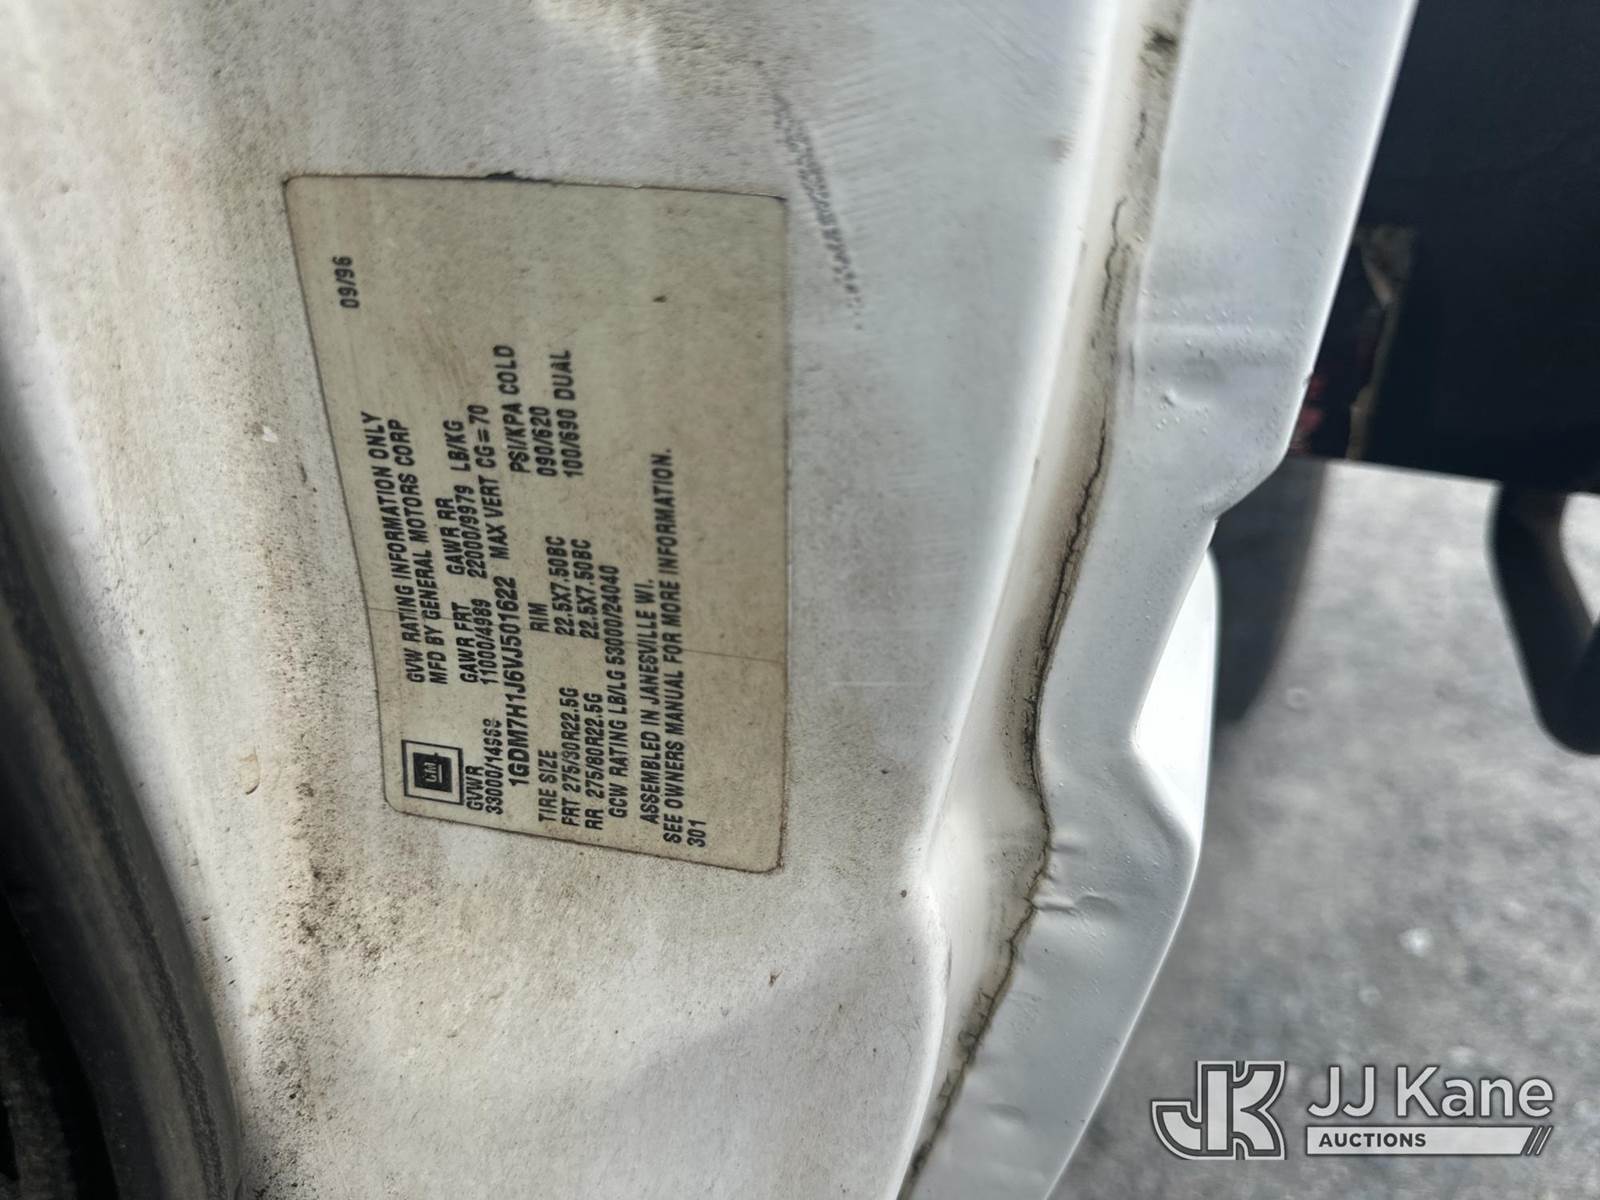 09/96
GVW RATING INFORMATION ONLY
MFD BY GENERAL MOTORS CORP
GM
GVWR GAWR FRT GAWR RR LB/KG
33000/14968 11000/4989 22000/9979 MAX VERT CG=70
1GDM7H1J6VJ501622
TIRE SIZE RIM PSI/KPA COLD
FRT 275/80R22.5G 22.5X7.50BC 090/620
RR 275/80R22.5G 22.5X7.50BC 100/690 DUAL
GCW RATING LB/LG 53000/24040
ASSEMBLED IN JANESVILLE WI.
SEE OWNERS MANUAL FOR MORE INFORMATION.
301
JK JJ Kane
AUCTIONS